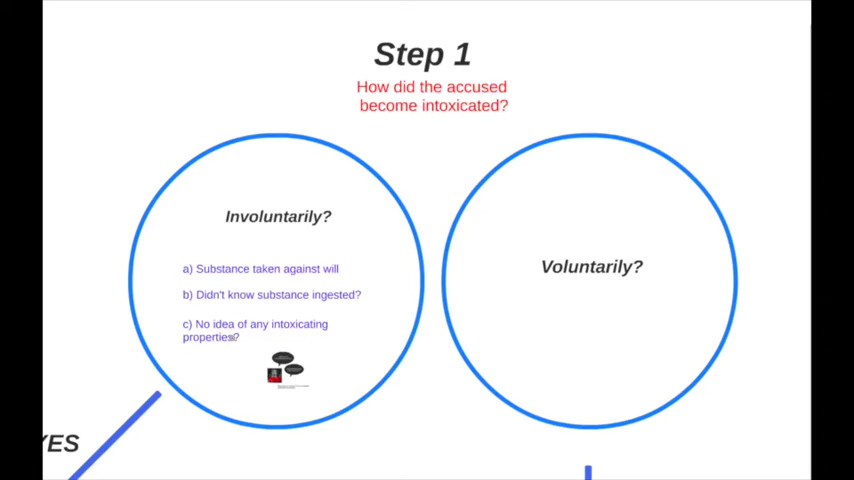 Step 1
How did the accused
become intoxicated?
Involuntarily?
a) Substance taken against will
b) Didn't know substance ingested?
c) No idea of any intoxicating
properties?
Voluntarily?
YES